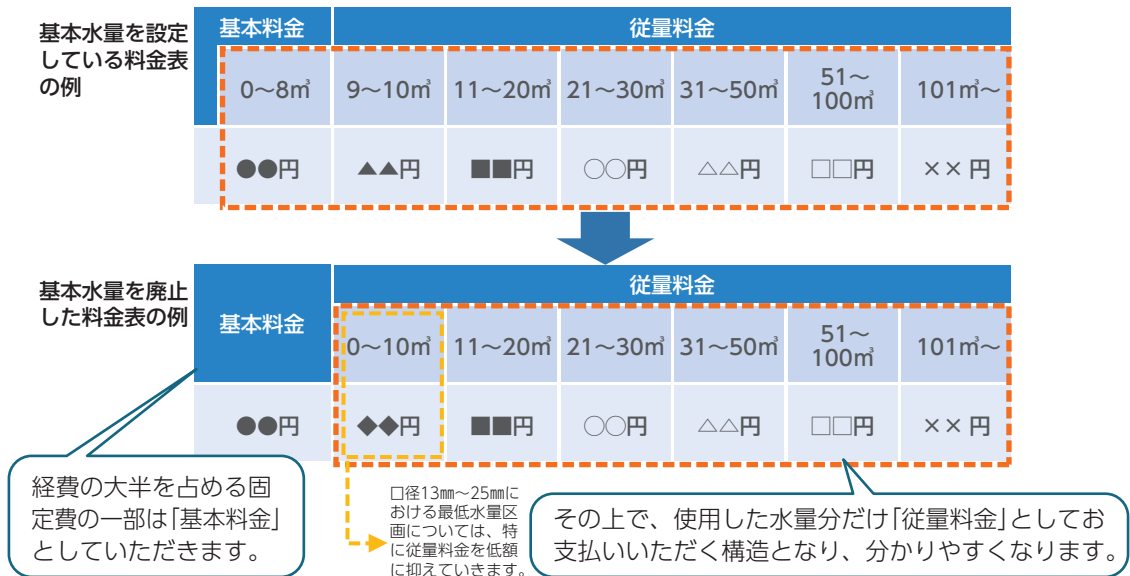 基本水量を設定
している料金表
の例
基本料金 従量料金
0～8㎥ 9～10㎥ 11～20㎥ 21～30㎥ 31～50㎥ 51～
100㎥ 101㎥～
●●円 ▲▲円 ■■円 ○○円 △△円 □□円 ××円
基本水量を廃止
した料金表の例
基本料金 従量料金
0～10㎥ 11～20㎥ 21～30㎥ 31～50㎥ 51～
100㎥ 101㎥～
●●円 ◆◆円 ■■円 ○○円 △△円 □□円 ××円
経費の大半を占める固
定費の一部は「基本料金」
としていただきます。
口径13㎜～25㎜に
おける最低水量区
画については、特
に従量料金を低額
に抑えていきます。
その上で、使用した水量分だけ「従量料金」としてお
支払いいただく構造となり、分かりやすくなります。